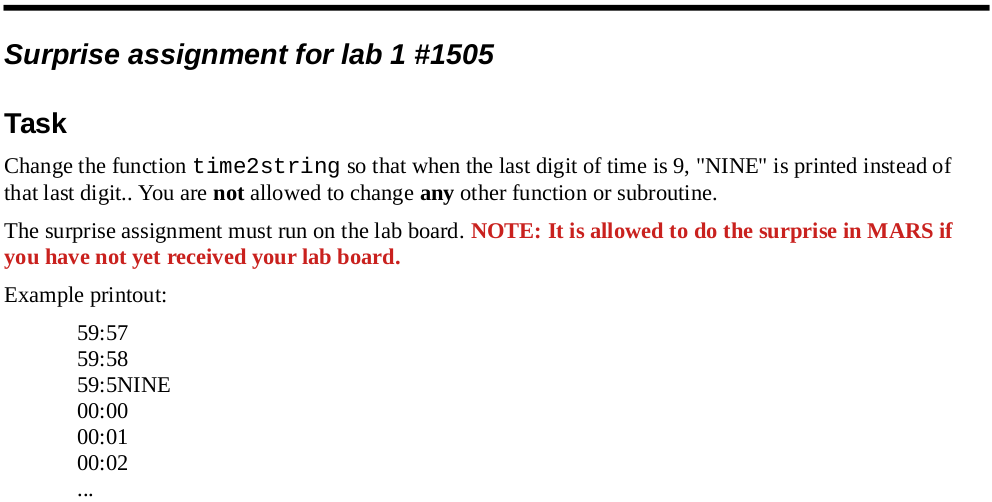 Surprise assignment for lab 1 #1505
Task
Change the function time2string so that when the last digit of time is 9, "NINE" is printed instead of
that last digit.. You are not allowed to change any other function or subroutine.
The surprise assignment must run on the lab board. NOTE: It is allowed to do the surprise in MARS if
you have not yet received your lab board.
Example printout:
59:57
59:58
59:5NINE
00:00
00:01
00:02
...